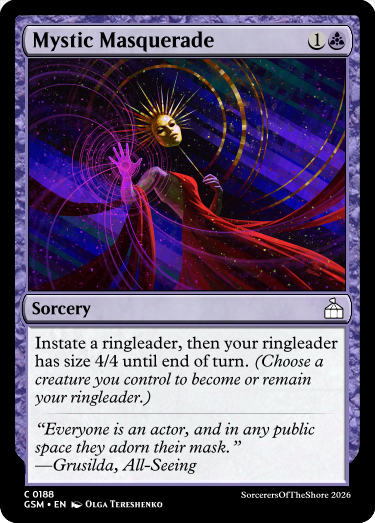 Mystic Masquerade 1
Sorcery
Instate a ringleader, then your ringleader
has size 4/4 until end of turn. (Choose a
creature you control to become or remain
your ringleader.)
“Everyone is an actor, and in any public
space they adorn their mask.”
—Grusilda, All-Seeing
C 0188
GSM • EN Olga Tereshenko
SorcerersOfTheShore 2026